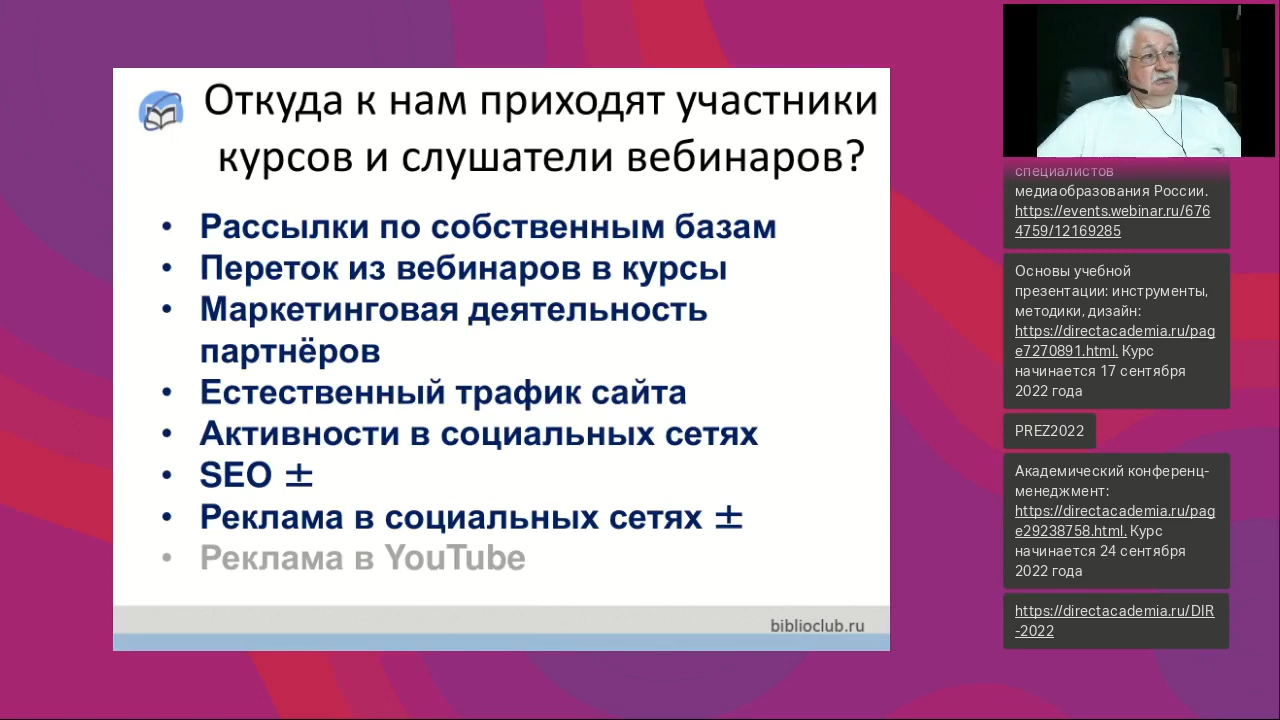 Откуда к нам приходят участники
курсов и слушатели вебинаров?
• Рассылки по собственным базам
• Переток из вебинаров в курсы
• Маркетинговая деятельность
партнёров
• Естественный трафик сайта
• Активности в социальных сетях
• SEO ±
• Реклама в социальных сетях ±
• Реклама в YouTube
biblioclub.ru
специалистов
медиаобразования России.
https://events.webinar.ru/676
4759/12169285
Основы учебной
презентации: инструменты,
методики, дизайн:
https://directacademia.ru/pag
e7270891.html. Курс
начинается 17 сентября
2022 года
PREZ2022
Академический конференц-
менеджмент:
https://directacademia.ru/pag
e29238758.html. Курс
начинается 24 сентября
2022 года
https://directacademia.ru/DIR
-2022